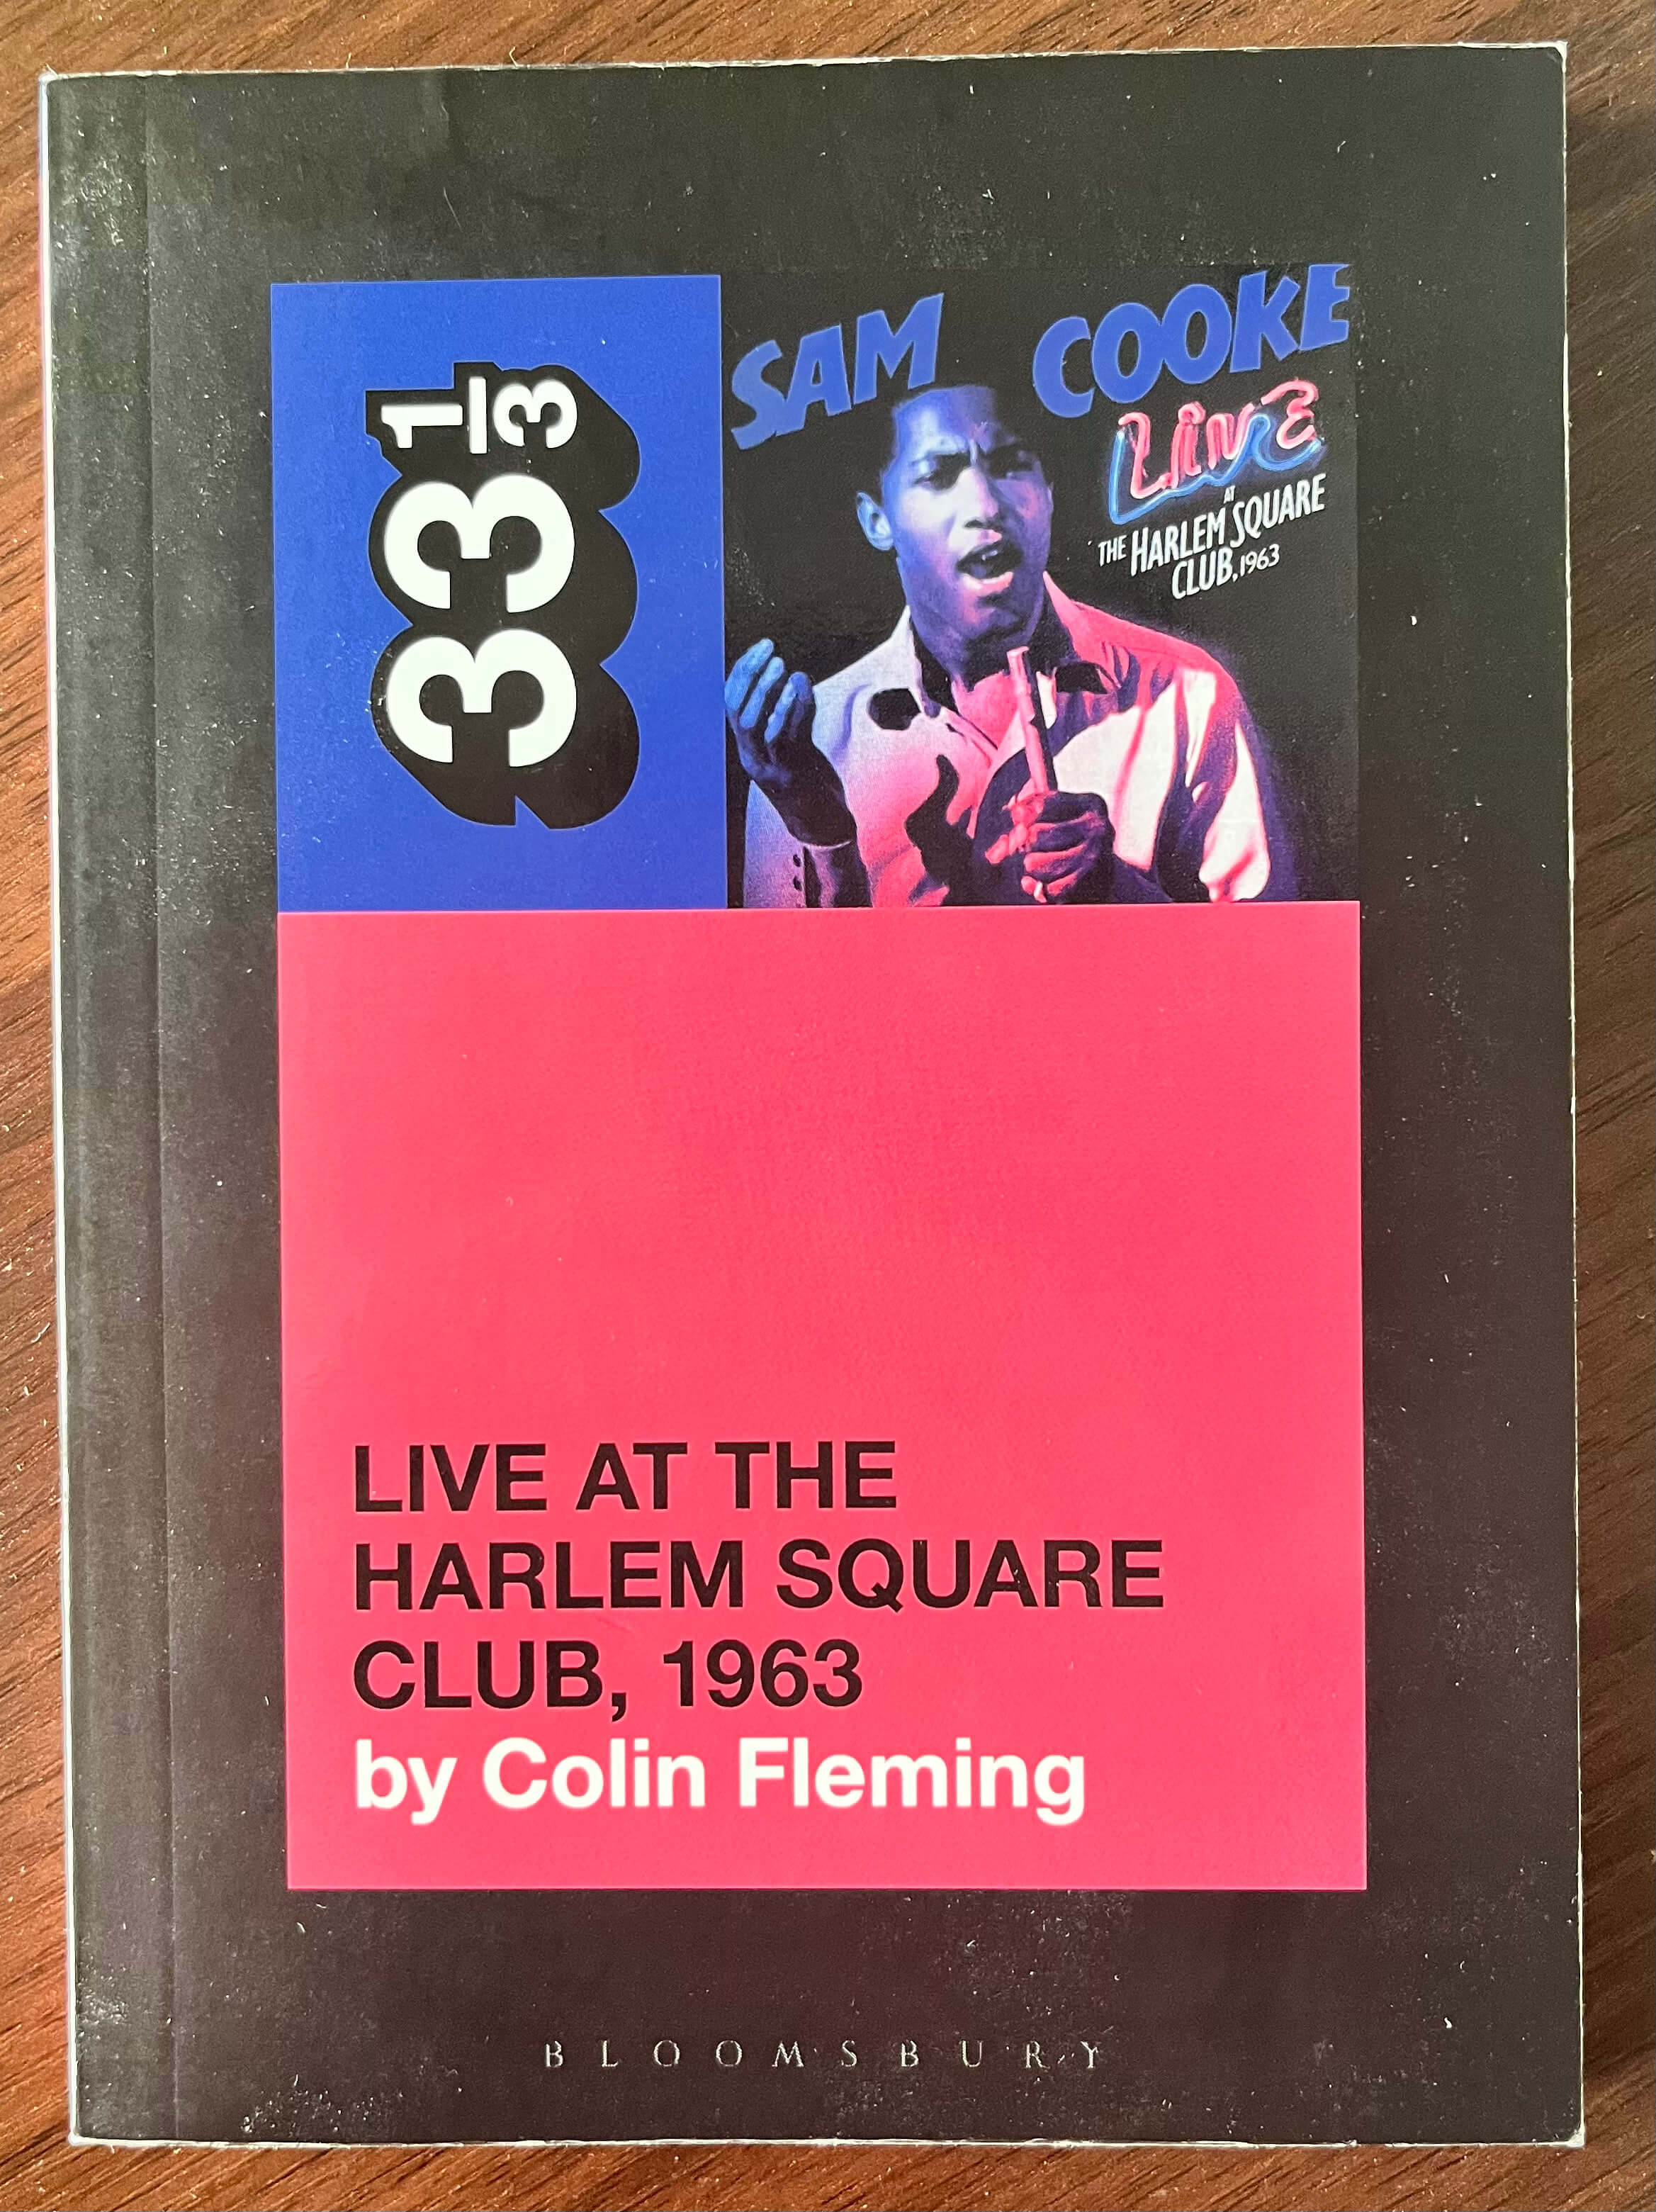 33 1/3
SAM COOKE
LIVE
AT
THE HARLEM SQUARE
CLUB, 1963
LIVE AT THE
HARLEM SQUARE
CLUB, 1963
by Colin Fleming
BLOOMSBURY